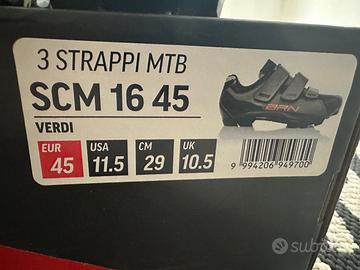 3 STRAPPI MTB
SCM 16 45
VERDI
BRN
EUR USA CM UK
45 11.5 29 10.5
9 994206 949700
subito